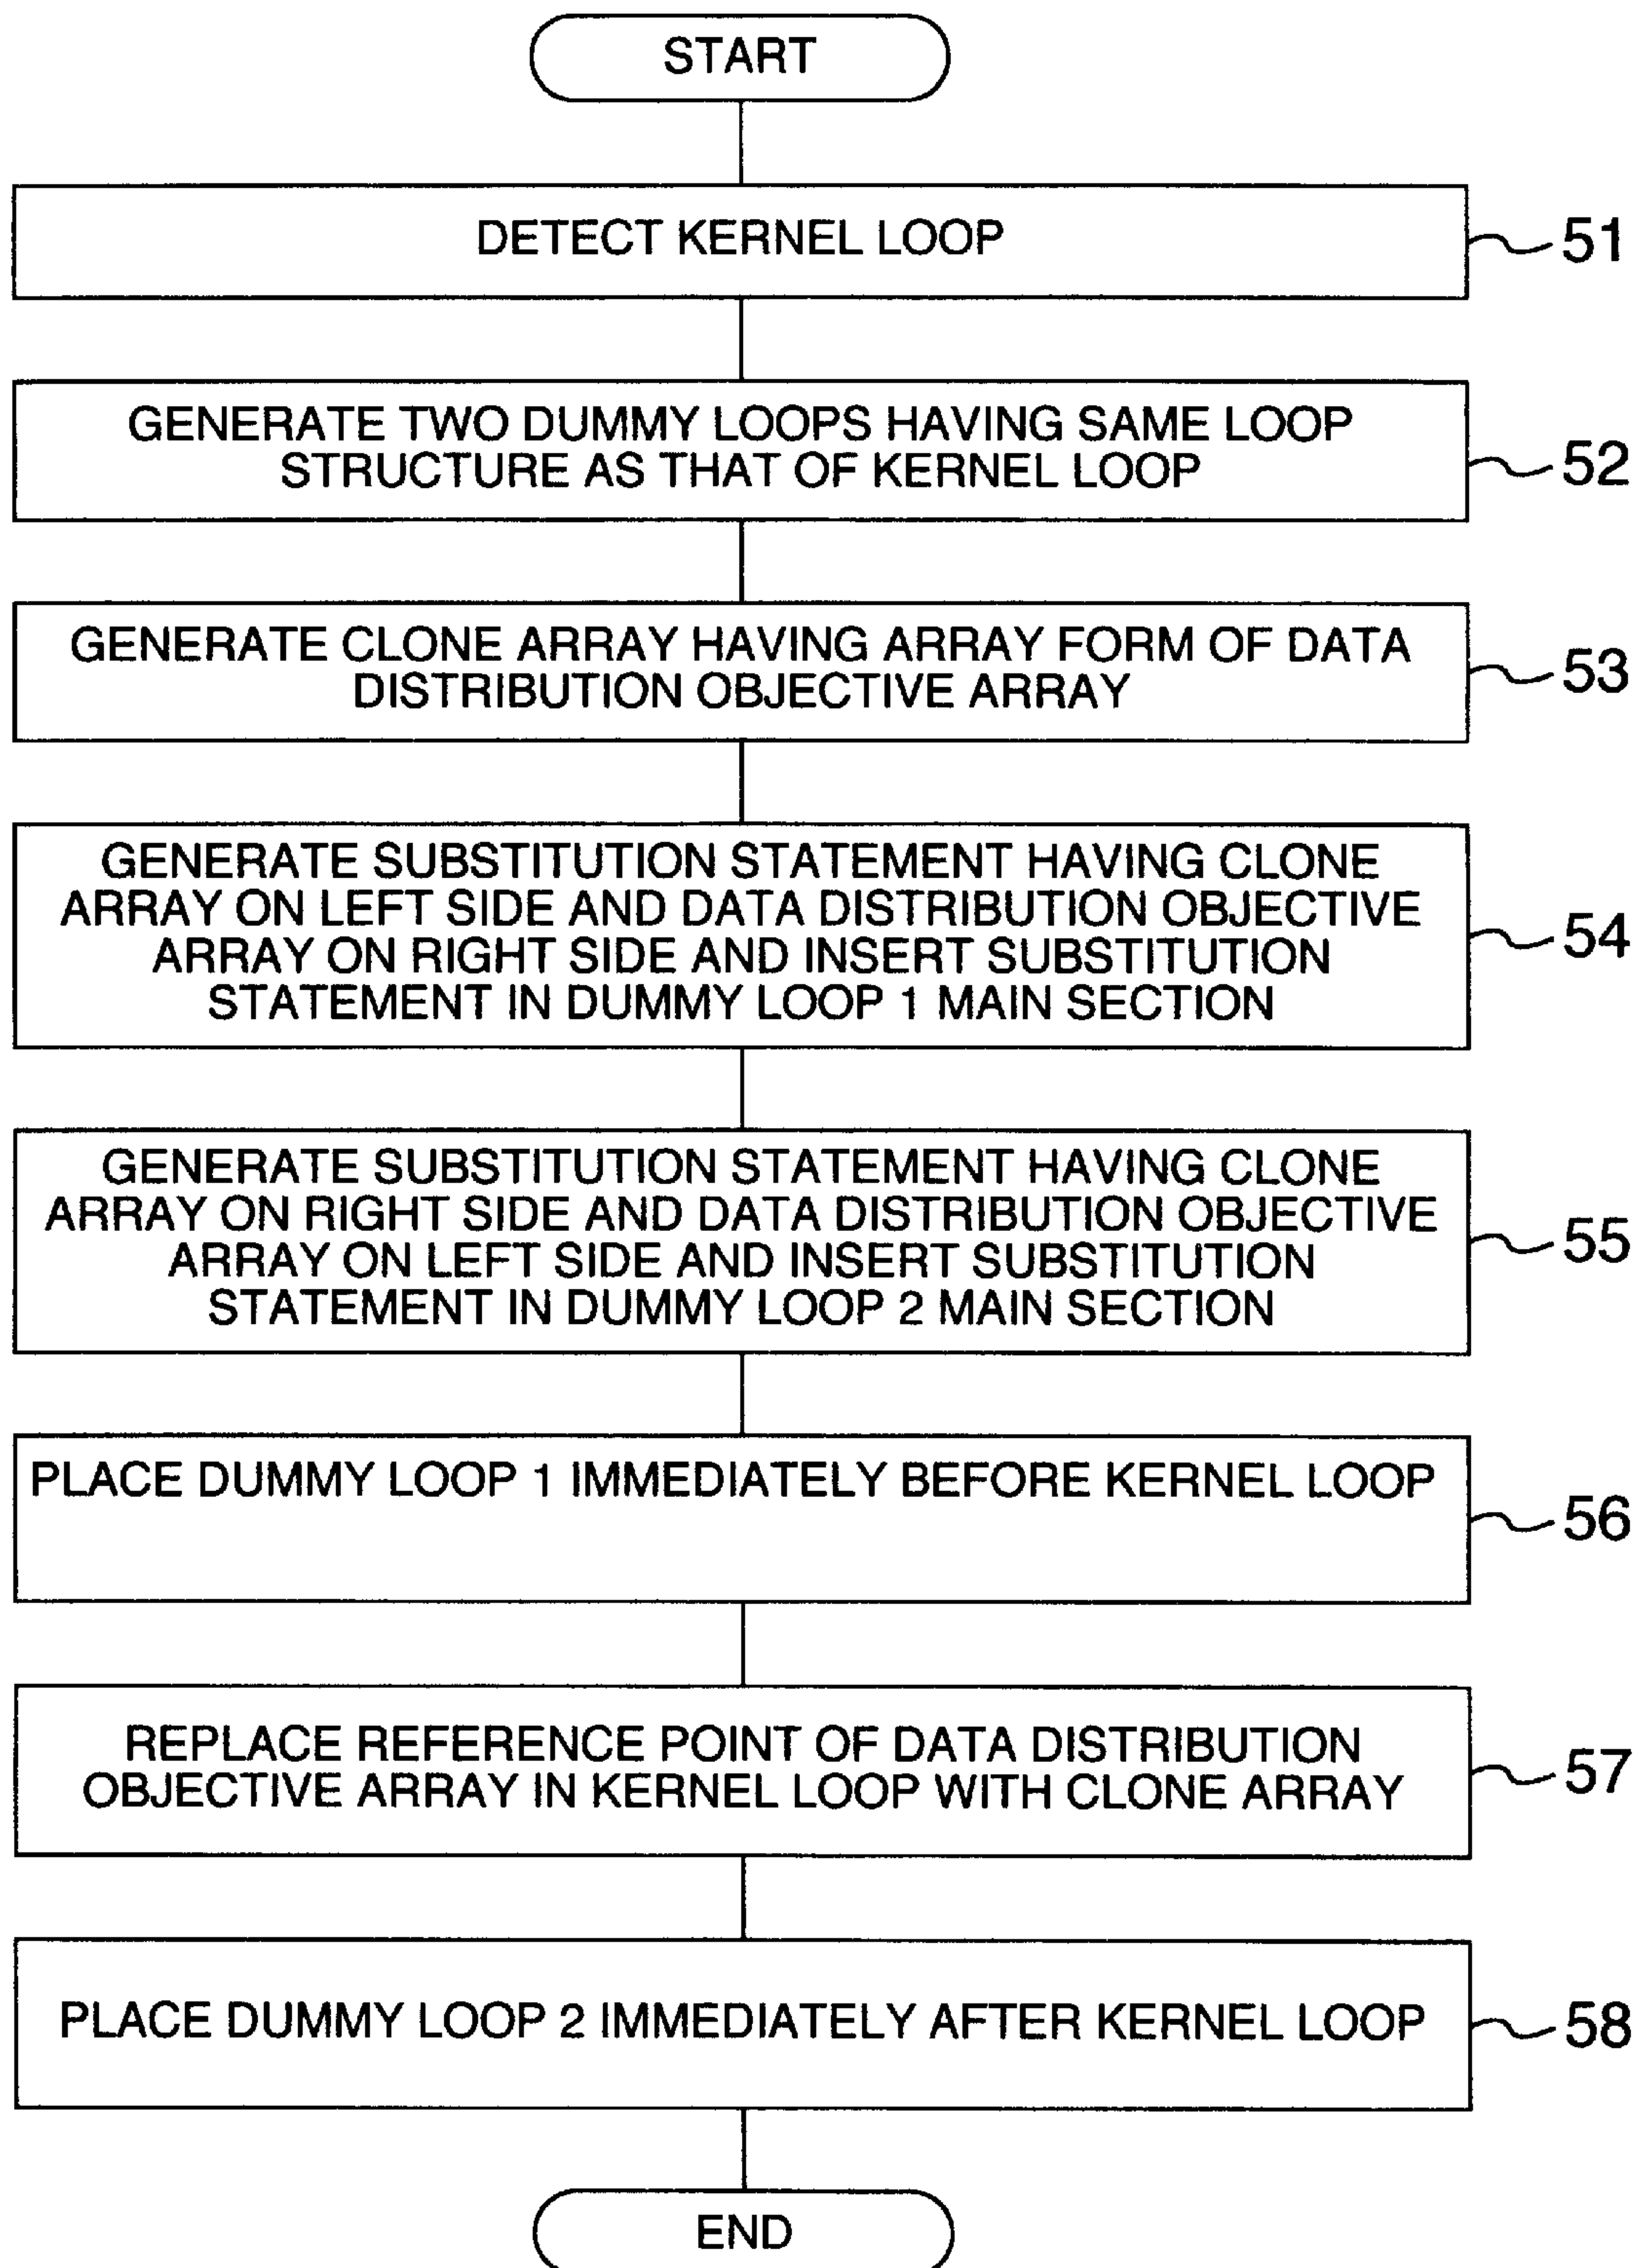 START
DETECT KERNEL LOOP
51
GENERATE TWO DUMMY LOOPS HAVING SAME LOOP
STRUCTURE AS THAT OF KERNEL LOOP
52
GENERATE CLONE ARRAY HAVING ARRAY FORM OF DATA
DISTRIBUTION OBJECTIVE ARRAY
53
GENERATE SUBSTITUTION STATEMENT HAVING CLONE
ARRAY ON LEFT SIDE AND DATA DISTRIBUTION OBJECTIVE
ARRAY ON RIGHT SIDE AND INSERT SUBSTITUTION
STATEMENT IN DUMMY LOOP 1 MAIN SECTION
54
GENERATE SUBSTITUTION STATEMENT HAVING CLONE
ARRAY ON RIGHT SIDE AND DATA DISTRIBUTION OBJECTIVE
ARRAY ON LEFT SIDE AND INSERT SUBSTITUTION
STATEMENT IN DUMMY LOOP 2 MAIN SECTION
55
PLACE DUMMY LOOP 1 IMMEDIATELY BEFORE KERNEL LOOP
56
REPLACE REFERENCE POINT OF DATA DISTRIBUTION
OBJECTIVE ARRAY IN KERNEL LOOP WITH CLONE ARRAY
57
PLACE DUMMY LOOP 2 IMMEDIATELY AFTER KERNEL LOOP
58
END